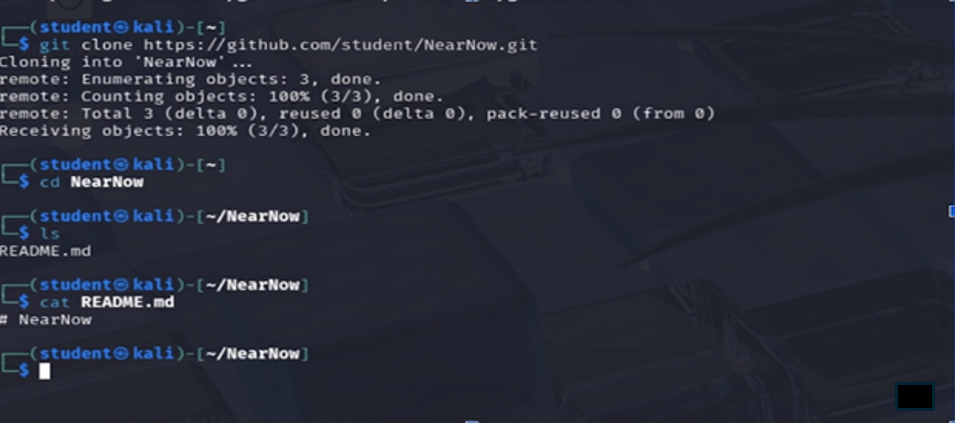 (student㉿kali)-[~]
$ git clone https://github.com/student/NearNow.git
Cloning into 'NearNow'...
remote: Enumerating objects: 3, done.
remote: Counting objects: 100% (3/3), done.
remote: Total 3 (delta 0), reused 0 (delta 0), pack-reused 0 (from 0)
Receiving objects: 100% (3/3), done.
(student㉿kali)-[~]
$ cd NearNow
(student㉿kali)-[~/NearNow]
$ ls
README.md
(student㉿kali)-[~/NearNow]
$ cat README.md
# NearNow
(student㉿kali)-[~/NearNow]
$